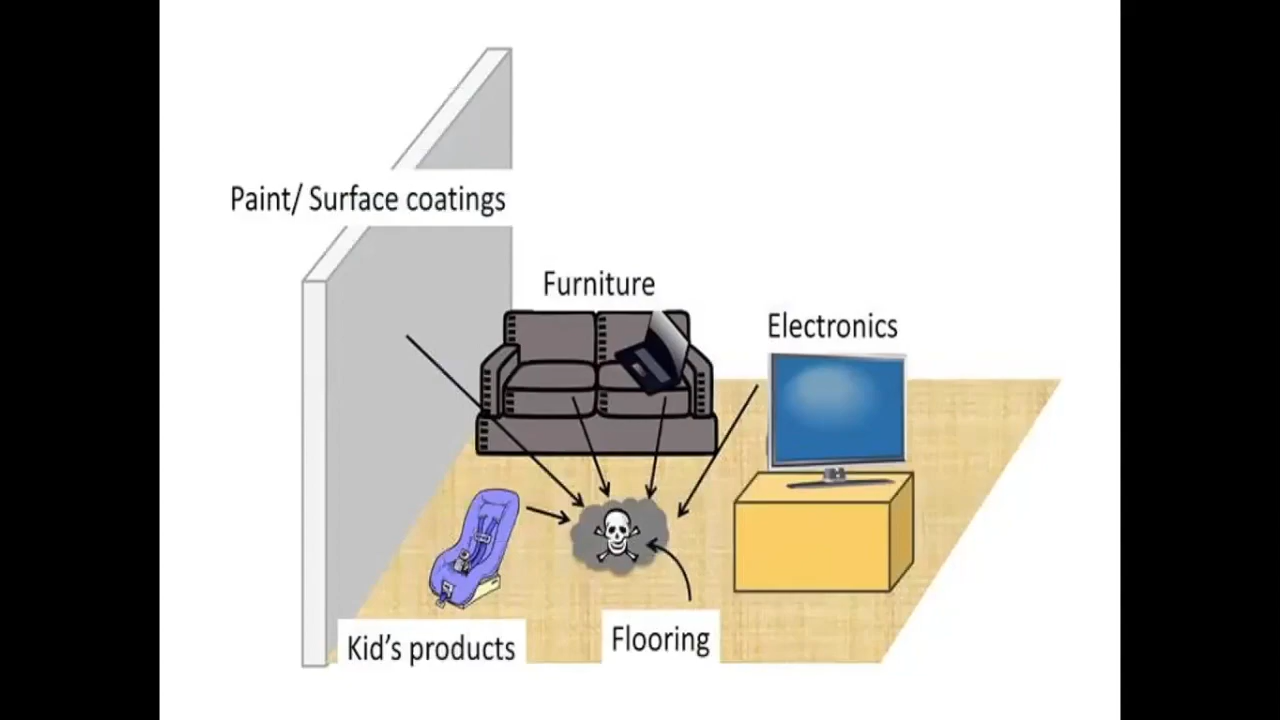 Paint/ Surface coatings
Furniture
Electronics
Kid's products
Flooring